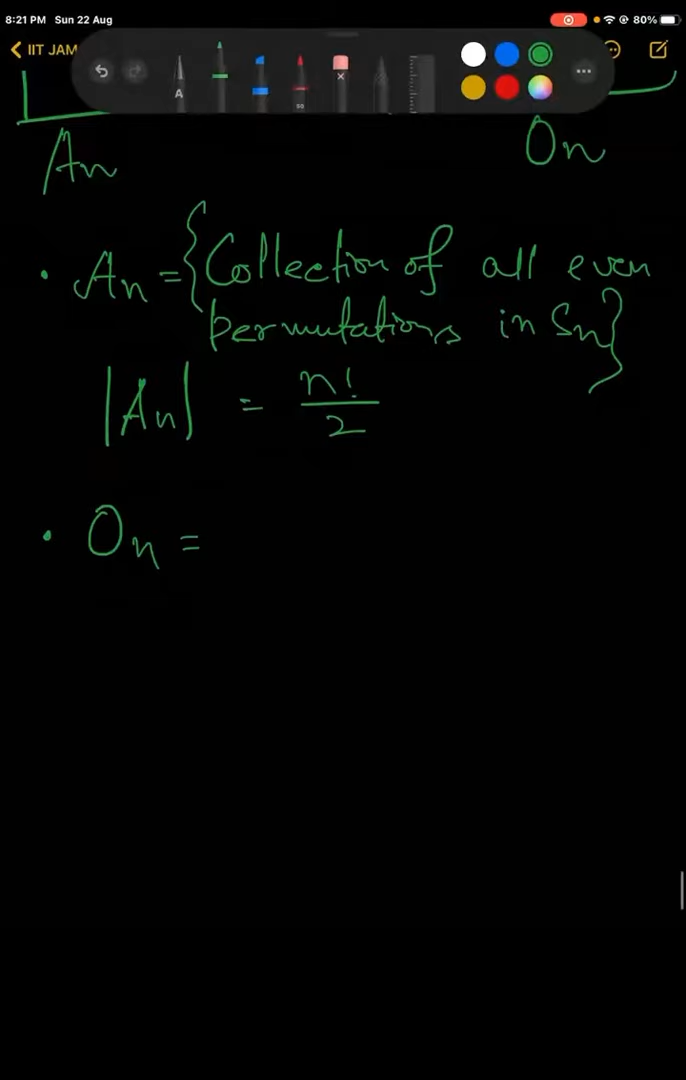 8:21 PM Sun 22 Aug 80%
IIT JAM
A
50
An On
• An = {Collection of all even
permutations in Sn}
|An| = n!/2
• On =